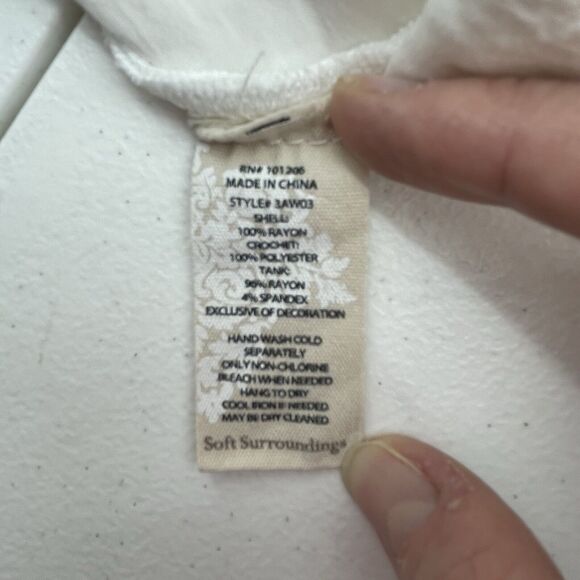 RN# 101206
MADE IN CHINA
STYLE# 3AW03
SHELL:
100% RAYON
CROCHET:
100% POLYESTER
TANK:
96% RAYON
4% SPANDEX
EXCLUSIVE OF DECORATION
HAND WASH COLD
SEPARATELY
ONLY NON-CHLORINE
BLEACH WHEN NEEDED
HANG TO DRY
COOL IRON IF NEEDED
MAY BE DRY CLEANED
Soft Surroundings